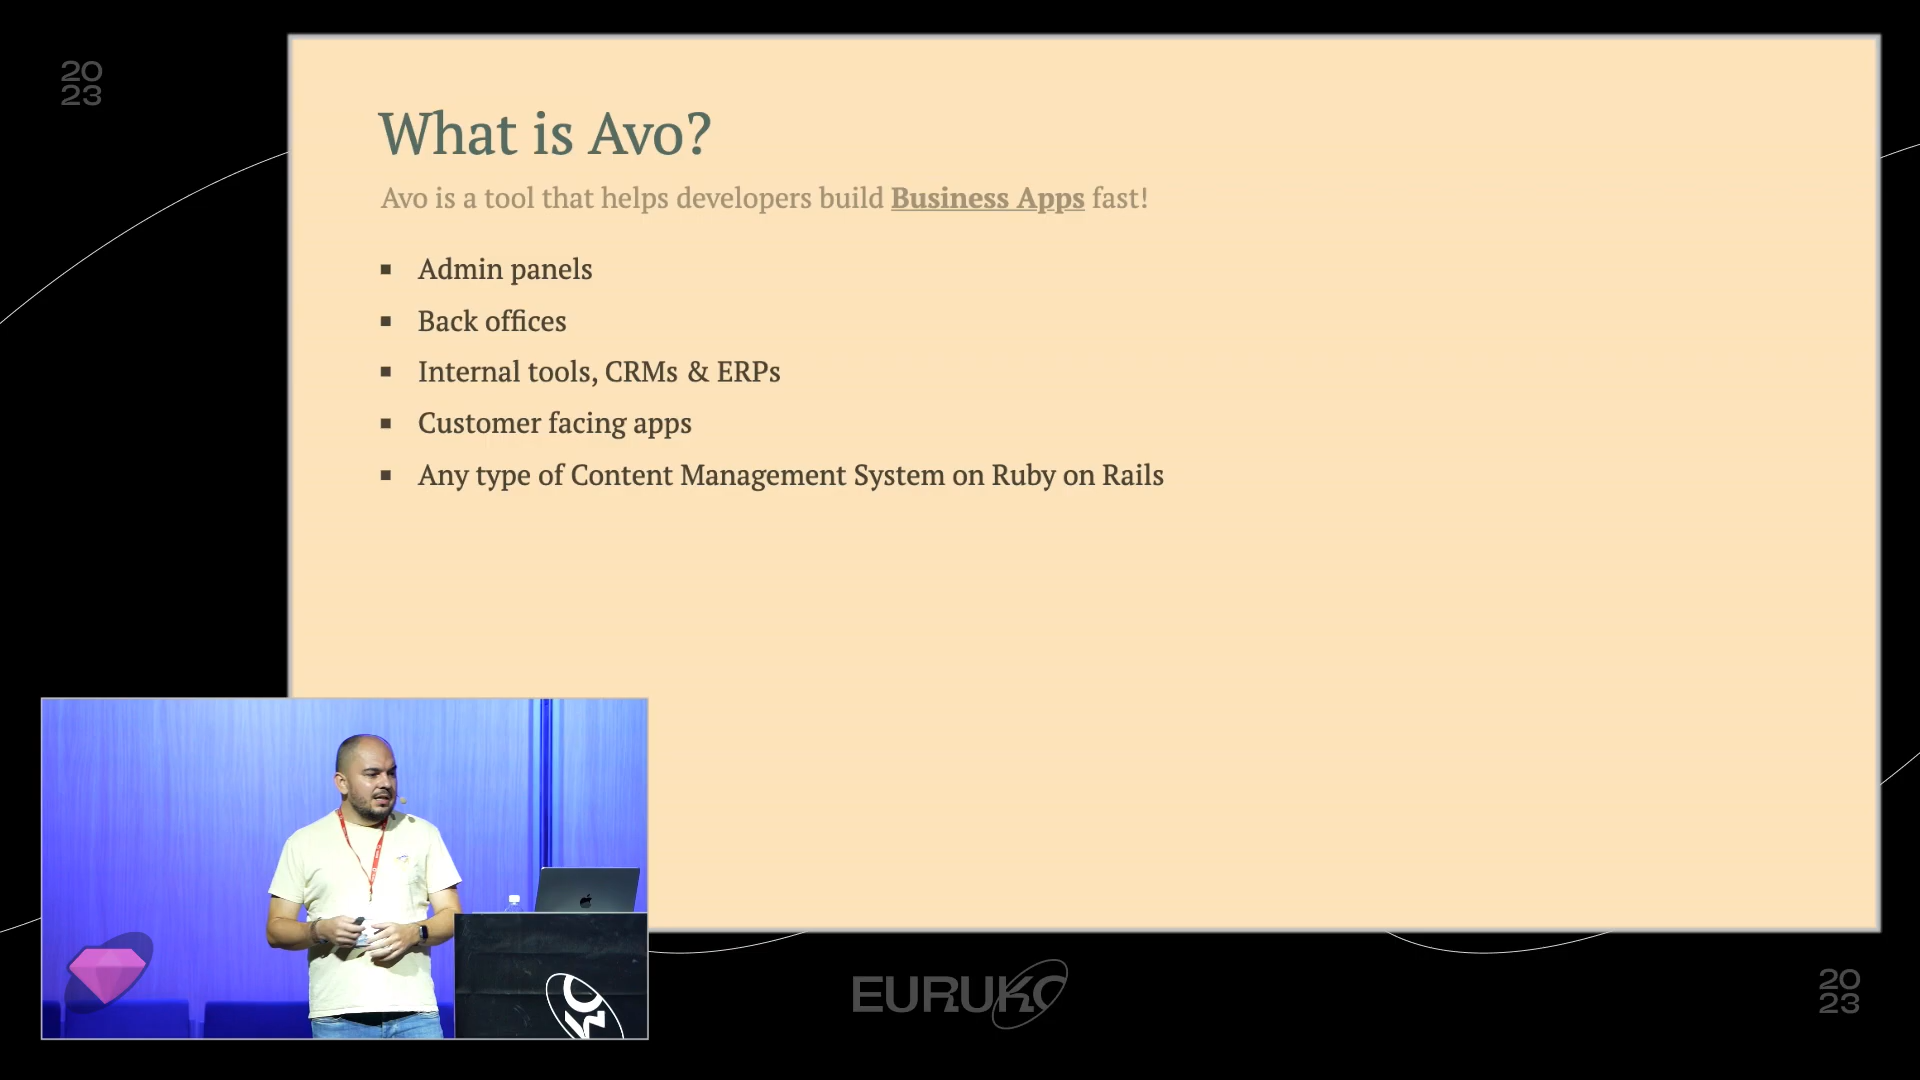 20
23
What is Avo?
Avo is a tool that helps developers build Business Apps fast!
▪ Admin panels
▪ Back offices
▪ Internal tools, CRMs & ERPs
▪ Customer facing apps
▪ Any type of Content Management System on Ruby on Rails
EURUKO
20
23